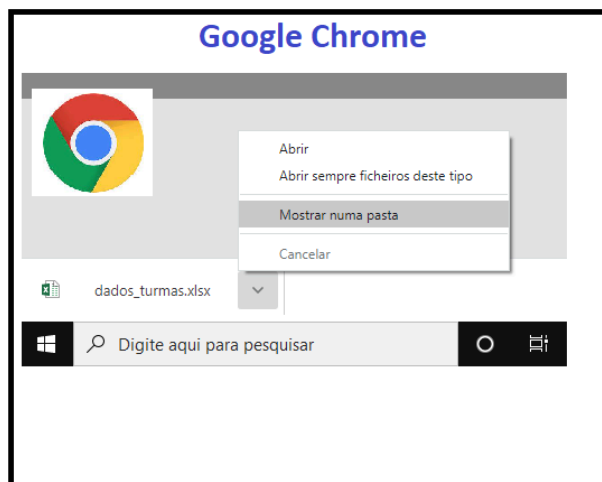 Google Chrome
Abrir
Abrir sempre ficheiros deste tipo
Mostrar numa pasta
Cancelar
dados_turmas.xlsx
Digite aqui para pesquisar